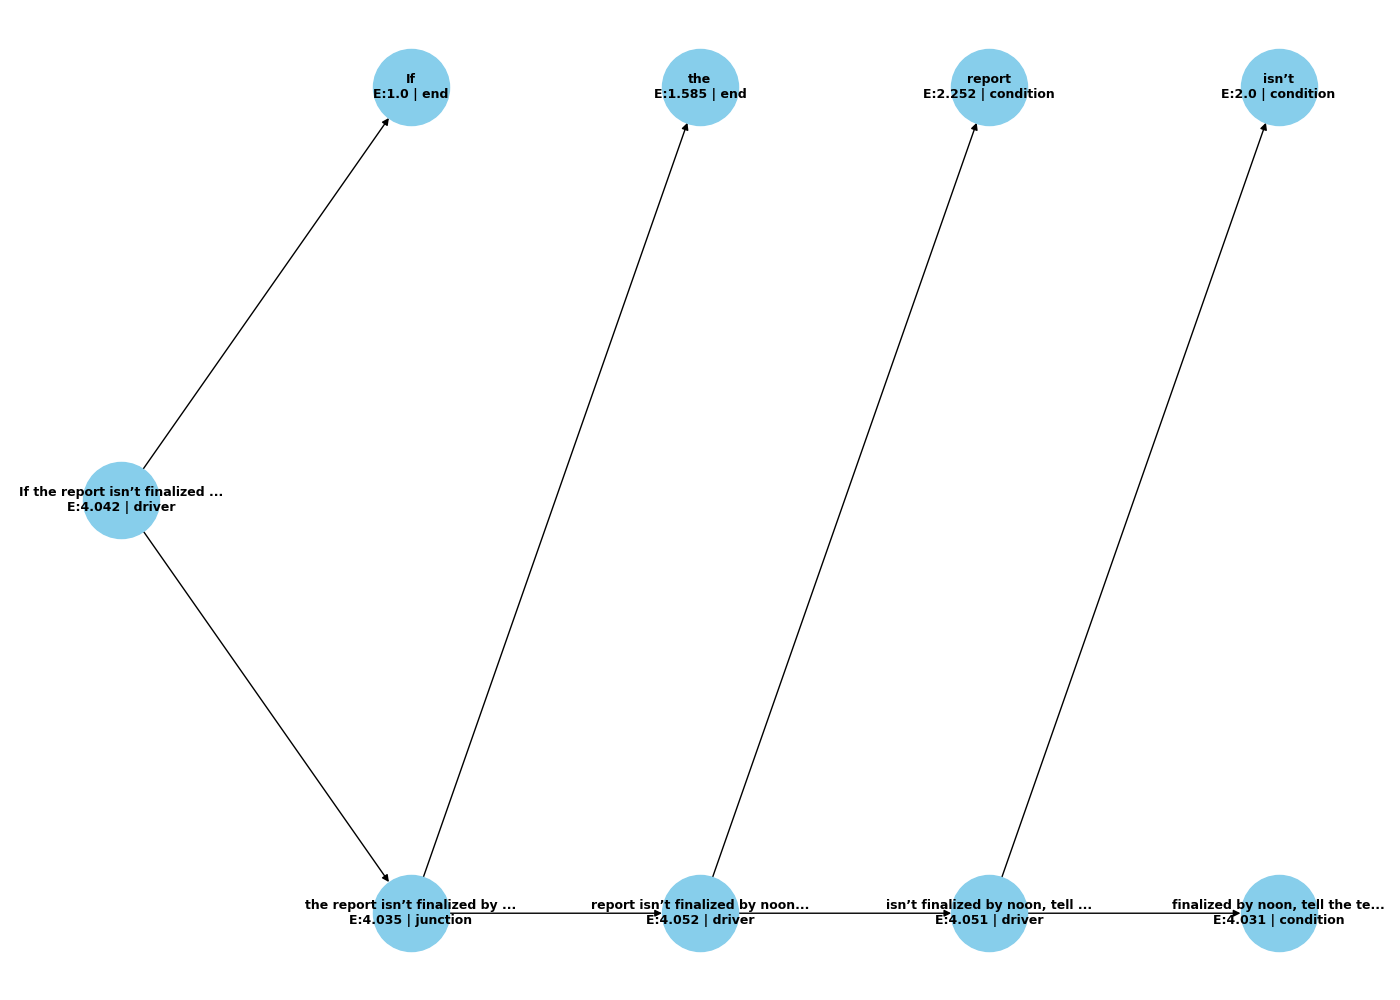 If
E:1.0 | end
the
E:1.585 | end
report
E:2.252 | condition
isn’t
E:2.0 | condition
If the report isn’t finalized ...
E:4.042 | driver
the report isn’t finalized by ...
E:4.035 | junction
report isn’t finalized by noon...
E:4.052 | driver
isn’t finalized by noon, tell ...
E:4.051 | driver
finalized by noon, tell the te...
E:4.031 | condition